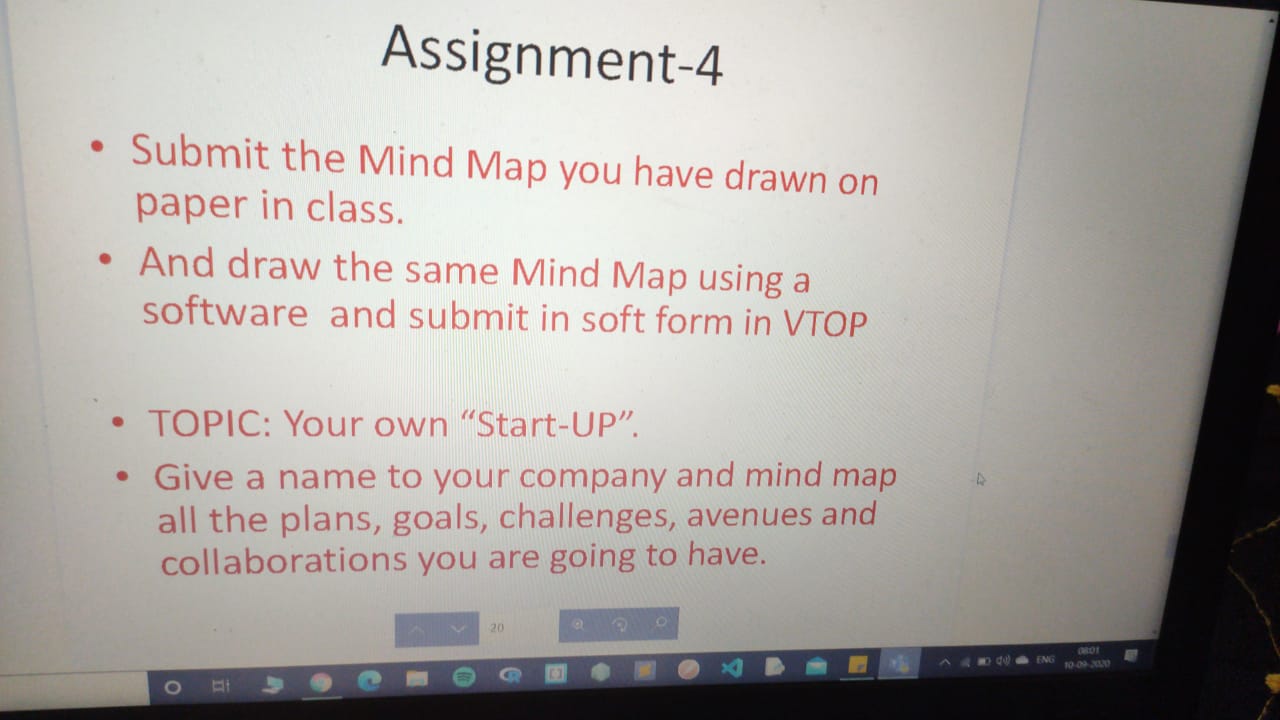 Assignment-4
• Submit the Mind Map you have drawn on
paper in class.
• And draw the same Mind Map using a
software and submit in soft form in VTOP
• TOPIC: Your own “Start-UP”.
• Give a name to your company and mind map
all the plans, goals, challenges, avenues and
collaborations you are going to have.
20
ENG
08:01
10-09-2020